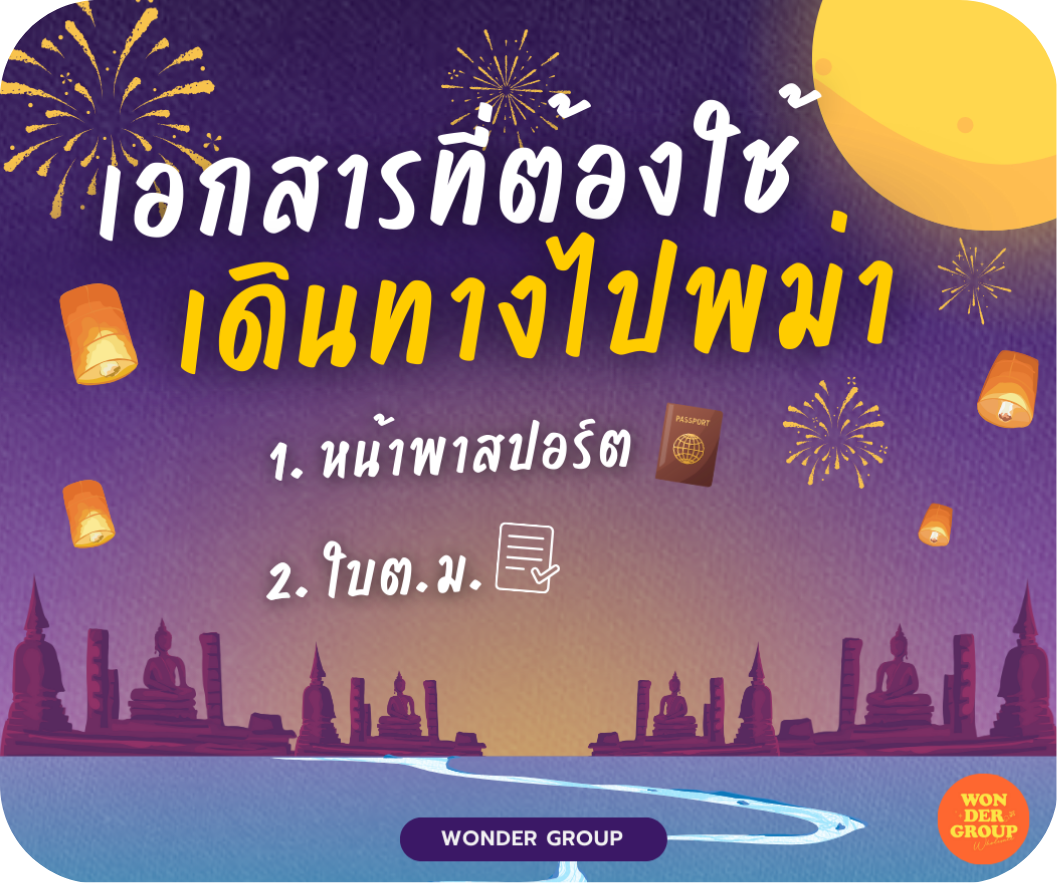 เอกสารที่ต้องใช้
เดินทางไปพม่า
1. หน้าพาสปอร์ต
PASSPORT
2. ใบต.ม.
WONDER GROUP
WON
DER
GROUP